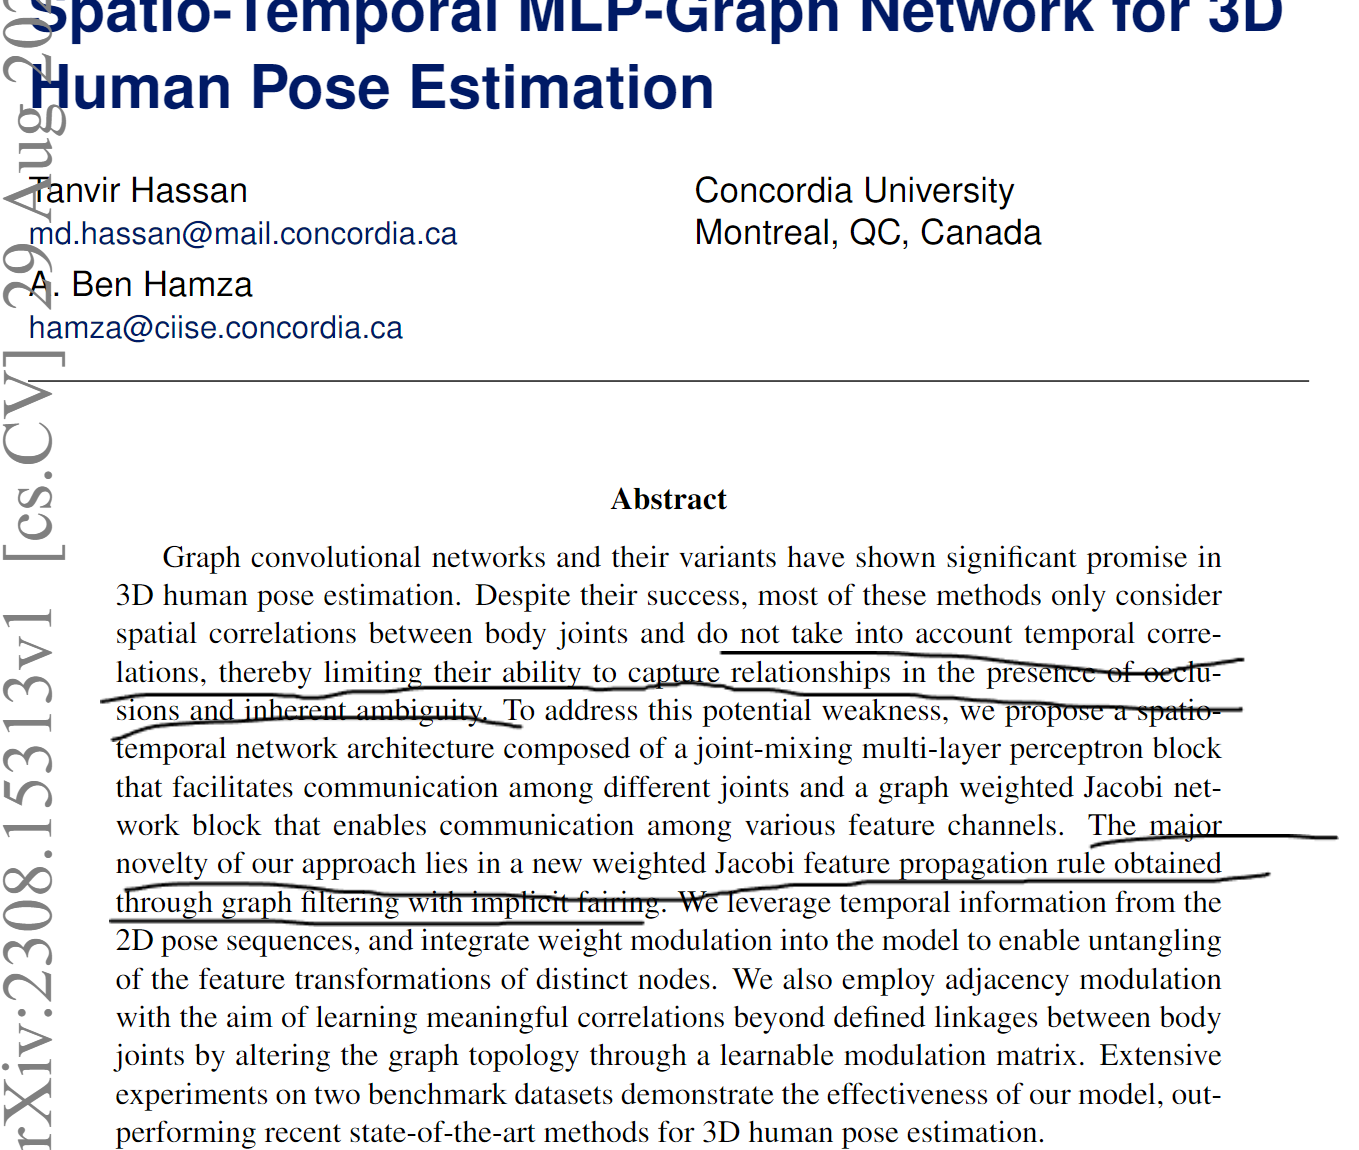 Spatio-Temporal MLP-Graph Network for 3D
Human Pose Estimation
Tanvir Hassan
md.hassan@mail.concordia.ca
A. Ben Hamza
hamza@ciise.concordia.ca
Concordia University
Montreal, QC, Canada
Abstract
Graph convolutional networks and their variants have shown significant promise in
3D human pose estimation. Despite their success, most of these methods only consider
spatial correlations between body joints and do not take into account temporal corre-
lations, thereby limiting their ability to capture relationships in the presence of occlu-
sions and inherent ambiguity. To address this potential weakness, we propose a spatio-
temporal network architecture composed of a joint-mixing multi-layer perceptron block
that facilitates communication among different joints and a graph weighted Jacobi net-
work block that enables communication among various feature channels. The major
novelty of our approach lies in a new weighted Jacobi feature propagation rule obtained
through graph filtering with implicit fairing. We leverage temporal information from the
2D pose sequences, and integrate weight modulation into the model to enable untangling
of the feature transformations of distinct nodes. We also employ adjacency modulation
with the aim of learning meaningful correlations beyond defined linkages between body
joints by altering the graph topology through a learnable modulation matrix. Extensive
experiments on two benchmark datasets demonstrate the effectiveness of our model, out-
performing recent state-of-the-art methods for 3D human pose estimation.
rXiv:2308.15313v1 [cs.CV] 29 Aug 202